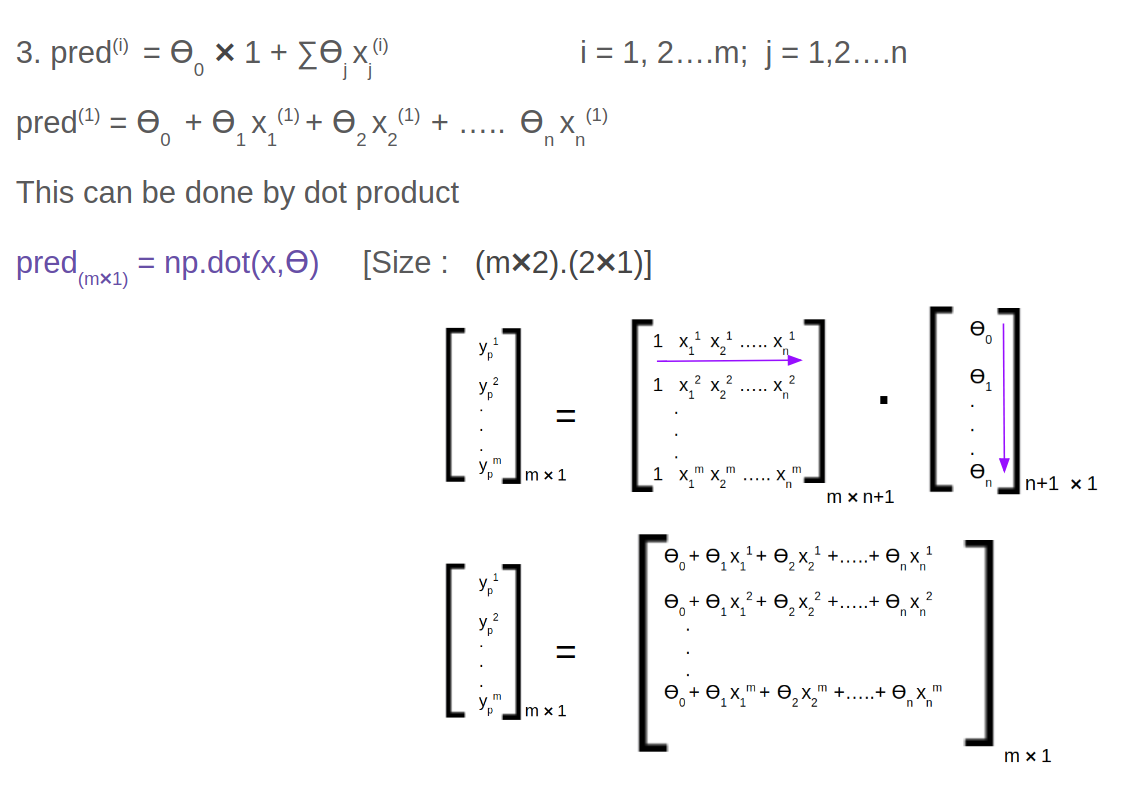 3. pred⁽ⁱ⁾ = ϴ₀ × 1 + ∑ϴⱼ xⱼ⁽ⁱ⁾ i = 1, 2….m; j = 1,2….n
pred⁽¹⁾ = ϴ₀ + ϴ₁ x₁⁽¹⁾ + ϴ₂ x₂⁽¹⁾ + ….. ϴₙ xₙ⁽¹⁾
This can be done by dot product
pred₍ₘ×₁₎ = np.dot(x,ϴ) [Size : (m×2).(2×1)]
yₚ¹
yₚ²
.
.
.
yₚᵐ
m × 1
=
1 x₁¹ x₂¹ ….. xₙ¹
1 x₁² x₂² ….. xₙ²
.
.
.
1 x₁ᵐ x₂ᵐ ….. xₙᵐ
m × n+1
.
ϴ₀
ϴ₁
.
.
.
ϴₙ
n+1 × 1
yₚ¹
yₚ²
.
.
.
yₚᵐ
m × 1
=
ϴ₀ + ϴ₁ x₁¹ + ϴ₂ x₂¹ +…..+ ϴₙ xₙ¹
ϴ₀ + ϴ₁ x₁² + ϴ₂ x₂² +…..+ ϴₙ xₙ²
.
.
.
ϴ₀ + ϴ₁ x₁ᵐ + ϴ₂ x₂ᵐ +…..+ ϴₙ xₙᵐ
m × 1